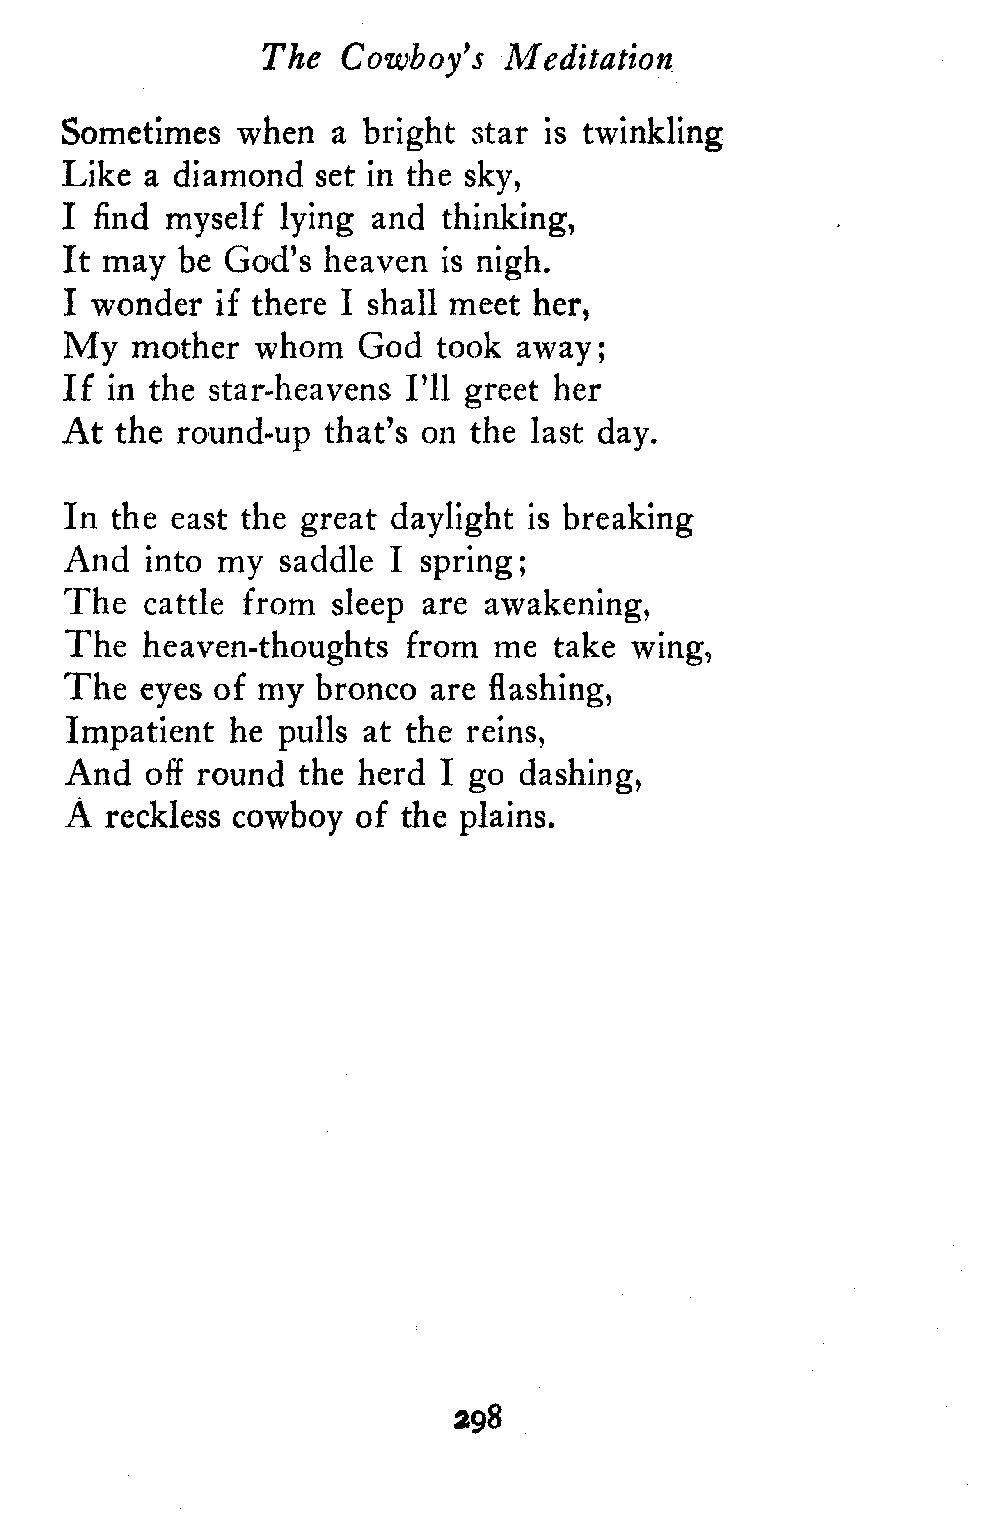 The Cowboy's Meditation
Sometimes when a bright star is twinkling
Like a diamond set in the sky,
I find myself lying and thinking,
It may be God's heaven is nigh.
I wonder if there I shall meet her,
My mother whom God took away;
If in the star-heavens I'll greet her
At the round-up that's on the last day.
In the east the great daylight is breaking
And into my saddle I spring;
The cattle from sleep are awakening,
The heaven-thoughts from me take wing,
The eyes of my bronco are flashing,
Impatient he pulls at the reins,
And off round the herd I go dashing,
A reckless cowboy of the plains.
298